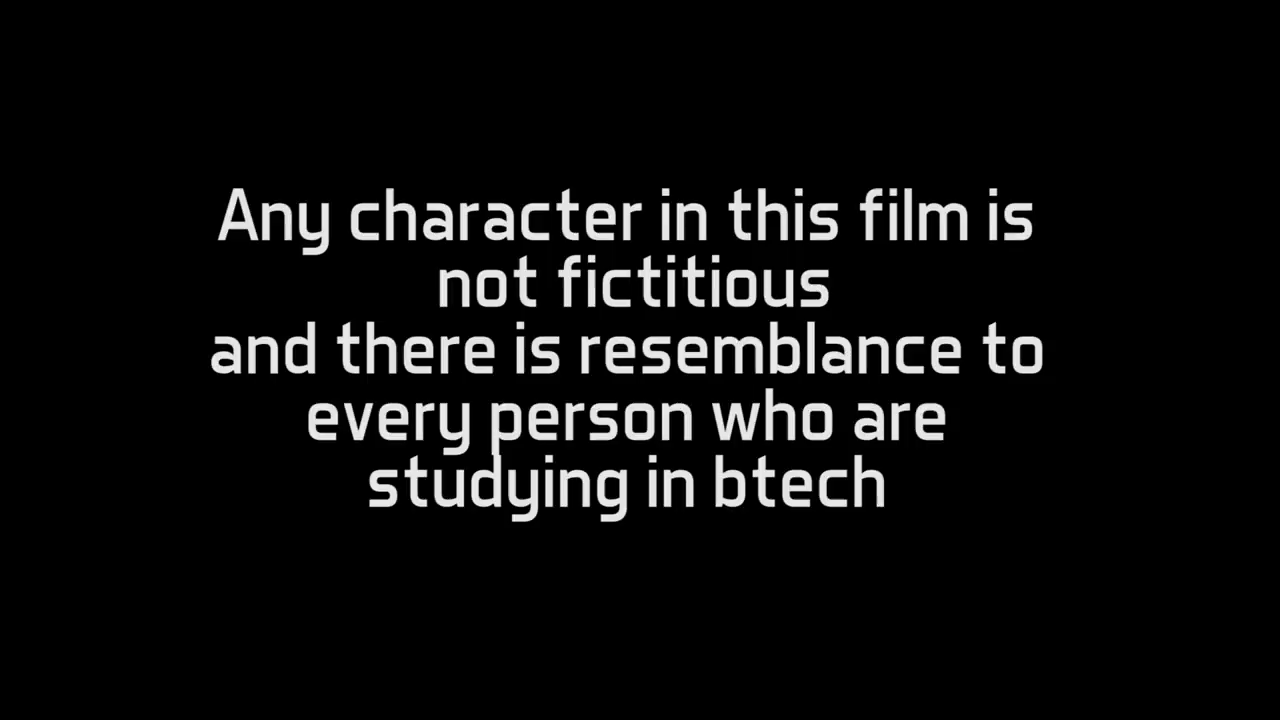 Any character in this film is
not fictitious
and there is resemblance to
every person who are
studying in btech